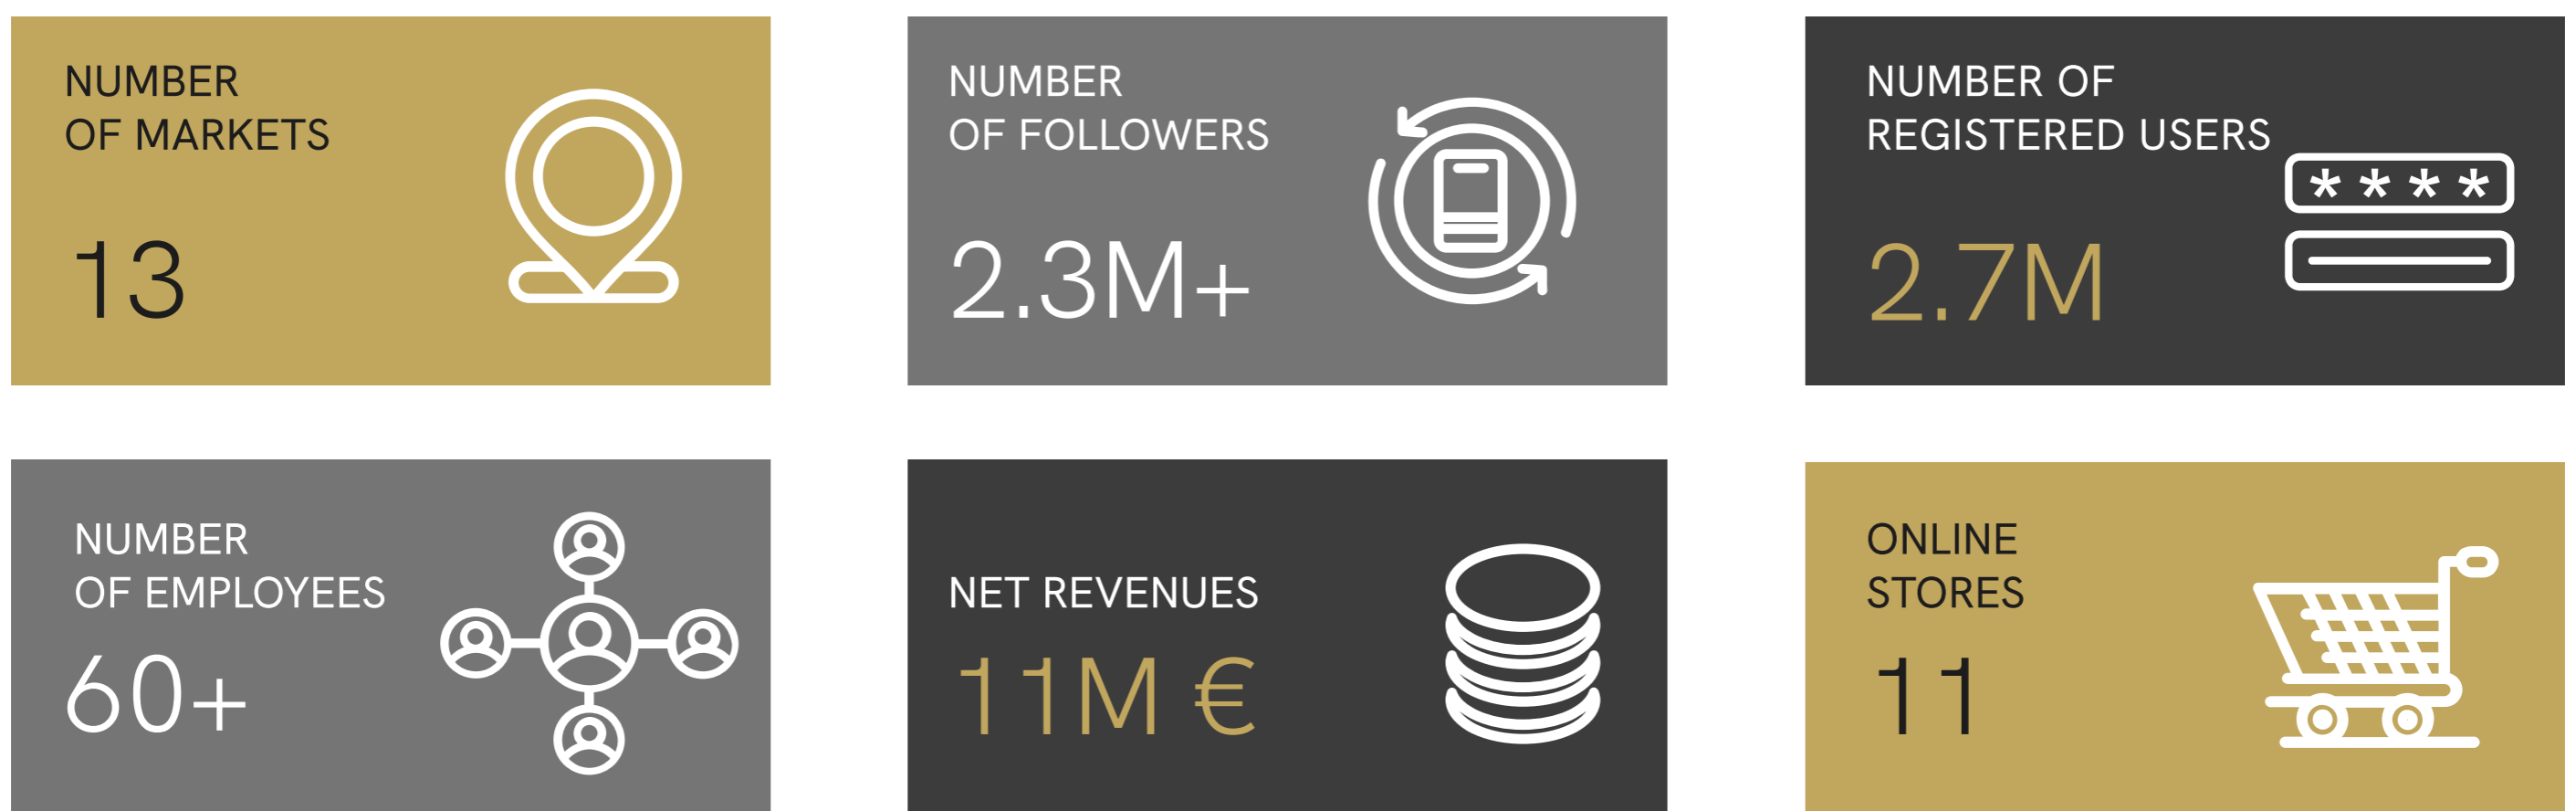 NUMBER
OF MARKETS
13
NUMBER
OF FOLLOWERS
2.3M+
NUMBER OF
REGISTERED USERS
****
2.7M
NUMBER
OF EMPLOYEES
60+
NET REVENUES
11M €
ONLINE
STORES
11